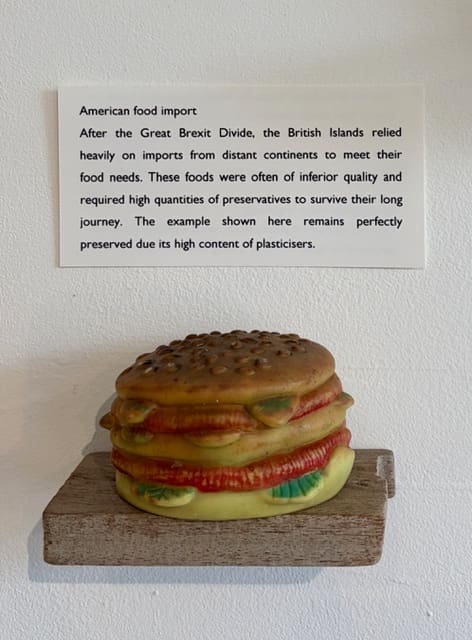 American food import
After the Great Brexit Divide, the British Islands relied
heavily on imports from distant continents to meet their
food needs. These foods were often of inferior quality and
required high quantities of preservatives to survive their long
journey. The example shown here remains perfectly
preserved due its high content of plasticisers.